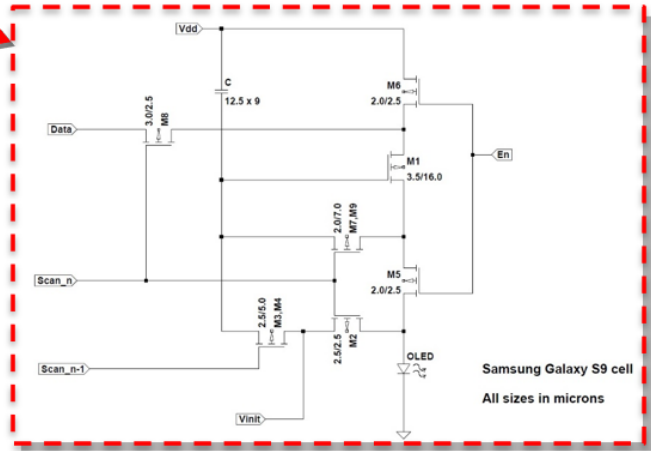 Vdd
C
12.5 x 9
M6
2.0/2.5
3.0/2.5
M8
Data
En
M1
3.5/16.0
2.0/7.0
M7,M9
Scan_n
M5
2.0/2.5
2.5/5.0
M3,M4
2.5/2.5
M2
OLED
Scan_n-1
Samsung Galaxy S9 cell
All sizes in microns
Vinit